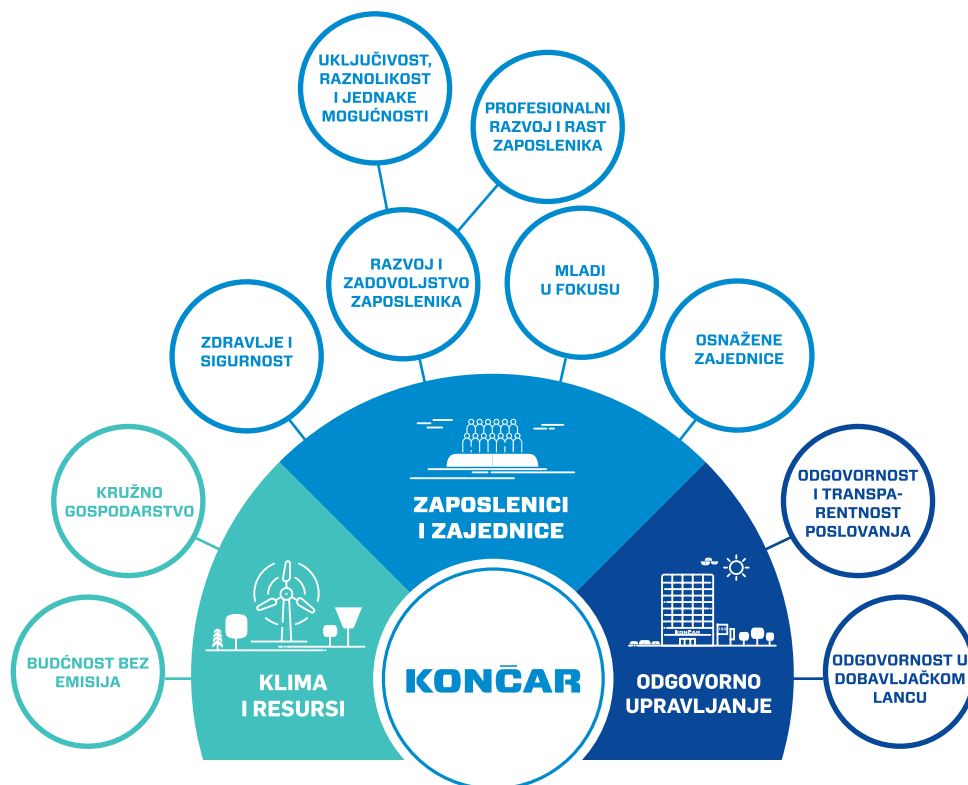 UKLJUČIVOST,
RAZNOLIKOST
I JEDNAKE
MOGUĆNOSTI
PROFESIONALNI
RAZVOJ I RAST
ZAPOSLENIKA
RAZVOJ I
ZADOVOLJSTVO
ZAPOSLENIKA
MLADI
U FOKUSU
ZDRAVLJE I
SIGURNOST
OSNAŽENE
ZAJEDNICE
KRUŽNO
GOSPODARSTVO
ZAPOSLENICI
I ZAJEDNICE
ODGOVORNOST
I TRANSPA-
RENTNOST
POSLOVANJA
BUDĆNOST BEZ
EMISIJA
KLIMA
I RESURSI
KONČAR
KONČAR
ODGOVORNO
UPRAVLJANJE
ODGOVORNOST U
DOBAVLJAČKOM
LANCU